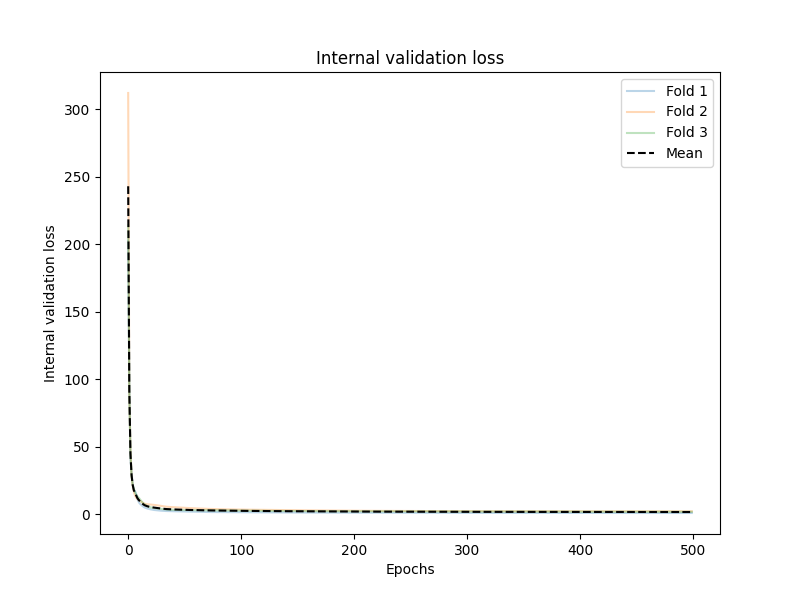 Internal validation loss
Fold 1
Fold 2
Fold 3
Mean
Internal validation loss
300
250
200
150
100
50
0
0 100 200 300 400 500
Epochs